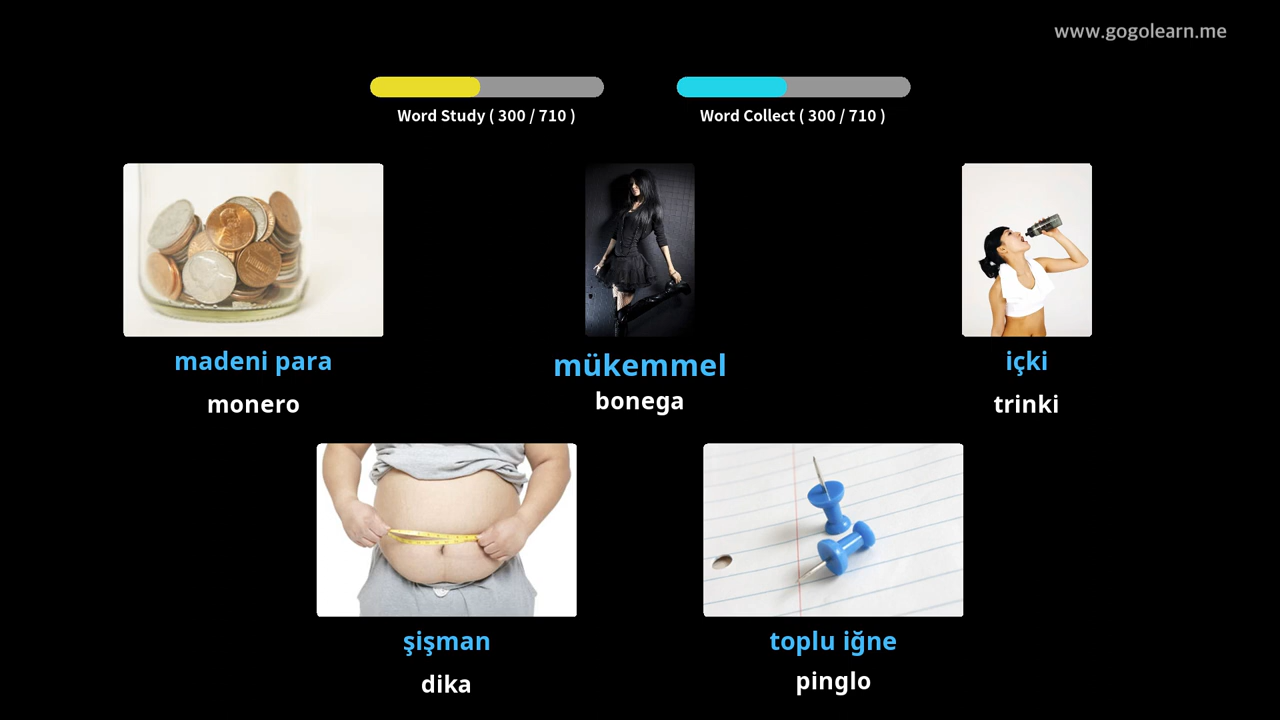 www.gogolearn.me
Word Study ( 300 / 710 )
Word Collect ( 300 / 710 )
madeni para
monero
mükemmel
bonega
içki
trinki
şişman
dika
toplu iğne
pinglo